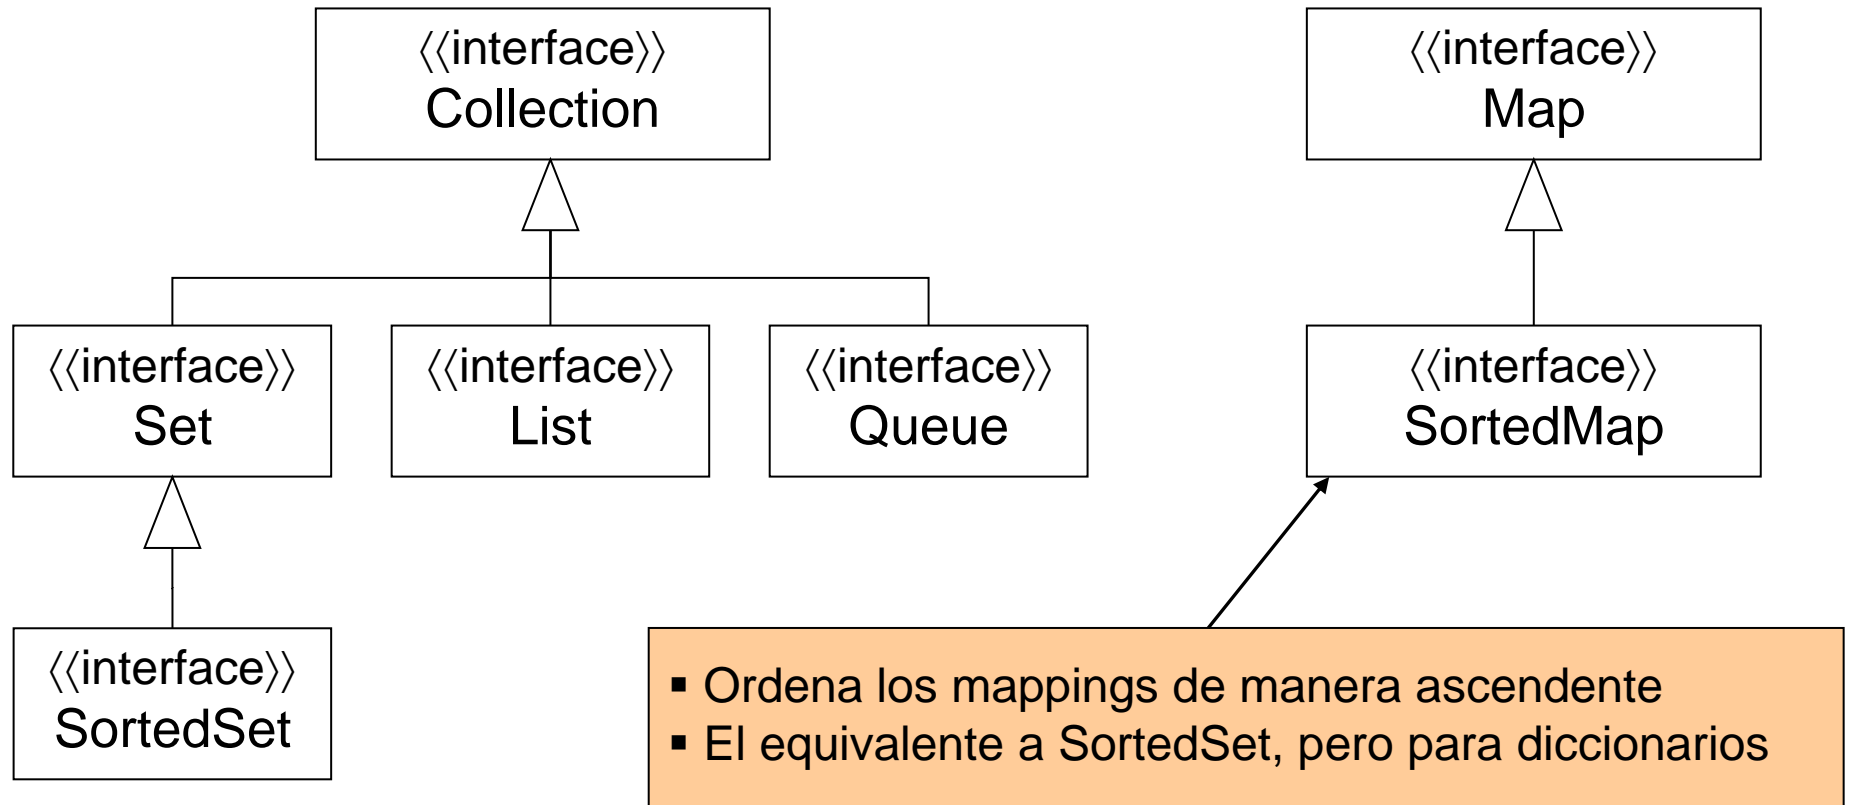 〈〈interface〉〉
Collection
〈〈interface〉〉
Map
〈〈interface〉〉
Set
〈〈interface〉〉
List
〈〈interface〉〉
Queue
〈〈interface〉〉
SortedMap
〈〈interface〉〉
SortedSet
▪ Ordena los mappings de manera ascendente
▪ El equivalente a SortedSet, pero para diccionarios